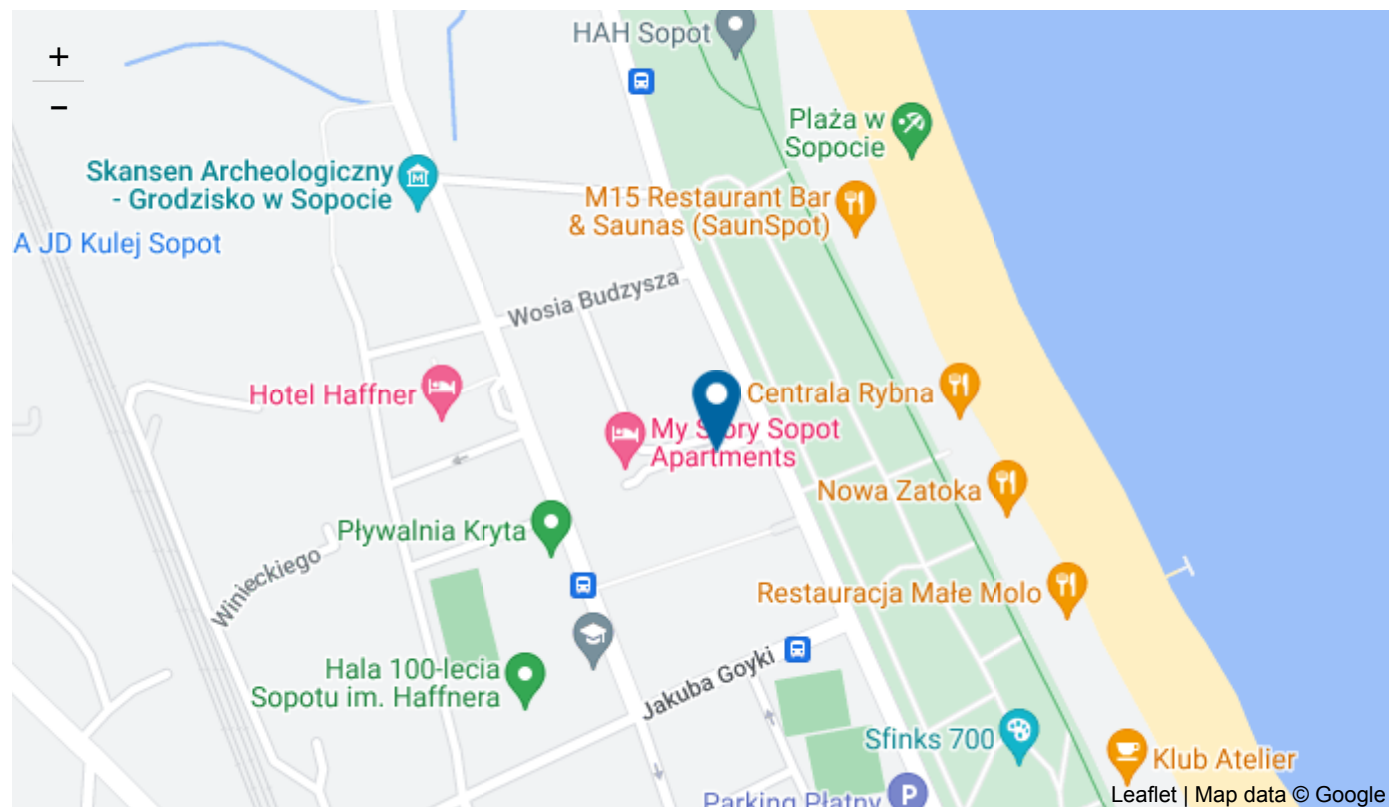 +
HAH Sopot
−
Plaża w
Sopocie
Skansen Archeologiczny
- Grodzisko w Sopocie
M
M15 Restaurant Bar
& Saunas (SaunSpot)
A JD Kulej Sopot
Wosia Budzysza
Hotel Haffner
Centrala Rybna
My Story Sopot
Apartments
Nowa Zatoka
Pływalnia Kryta
Winieckiego
Restauracja Małe Molo
Hala 100-lecia
Sopotu im. Haffnera
Jakuba Goyki
Sfinks 700
Klub Atelier
Parking Płatny
P
Leaflet | Map data © Google